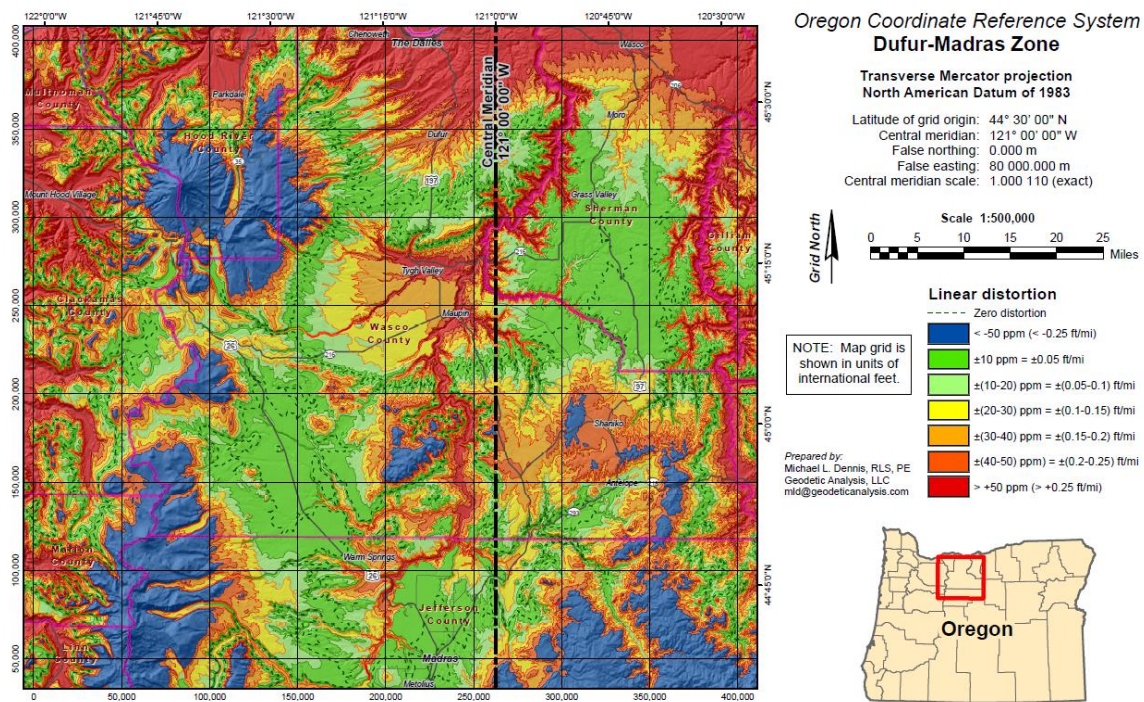 122°0'0"W 121°45'0"W 121°30'0"W 121°15'0"W 121°0'0"W 120°45'0"W 120°30'0"W
Oregon Coordinate Reference System
Dufur-Madras Zone
Transverse Mercator projection
North American Datum of 1983
Latitude of grid origin: 44° 30' 00" N
Central meridian: 121° 00' 00" W
False northing: 0.000 m
False easting: 80 000.000 m
Central meridian scale: 1.000 110 (exact)
Grid North
Scale 1:500,000
0 5 10 15 20 25
Miles
Linear distortion
Zero distortion
< -50 ppm (< -0.25 ft/mi)
±10 ppm = ±0.05 ft/mi
±(10-20) ppm = ±(0.05-0.1) ft/mi
±(20-30) ppm = ±(0.1-0.15) ft/mi
±(30-40) ppm = ±(0.15-0.2) ft/mi
±(40-50) ppm) = ±(0.2-0.25) ft/mi
> +50 ppm (> +0.25 ft/mi)
NOTE: Map grid is
shown in units of
international feet.
Prepared by:
Michael L. Dennis, RLS, PE
Geodetic Analysis, LLC
mld@geodeticanalysis.com
Oregon
Chenoweth
The Dalles
Wasco
Multnomah
County
Parkdale
Moro
Hood River
County
Dufur
35
197
Central Meridian
121° 00' 00" W
Mount Hood Village
Grass Valley
Sherman
County
Gilliam
County
Tygh Valley
Clackamas
County
Maupin
Wasco
County
26
216
97
Shaniko
Antelope
Marion
County
Warm Springs
26
Jefferson
County
Linn
County
Madras
Metolius
400,000
350,000
300,000
250,000
200,000
150,000
100,000
50,000
45°30'0"N
45°15'0"N
45°0'0"N
44°45'0"N
0 50,000 100,000 150,000 200,000 250,000 300,000 350,000 400,000